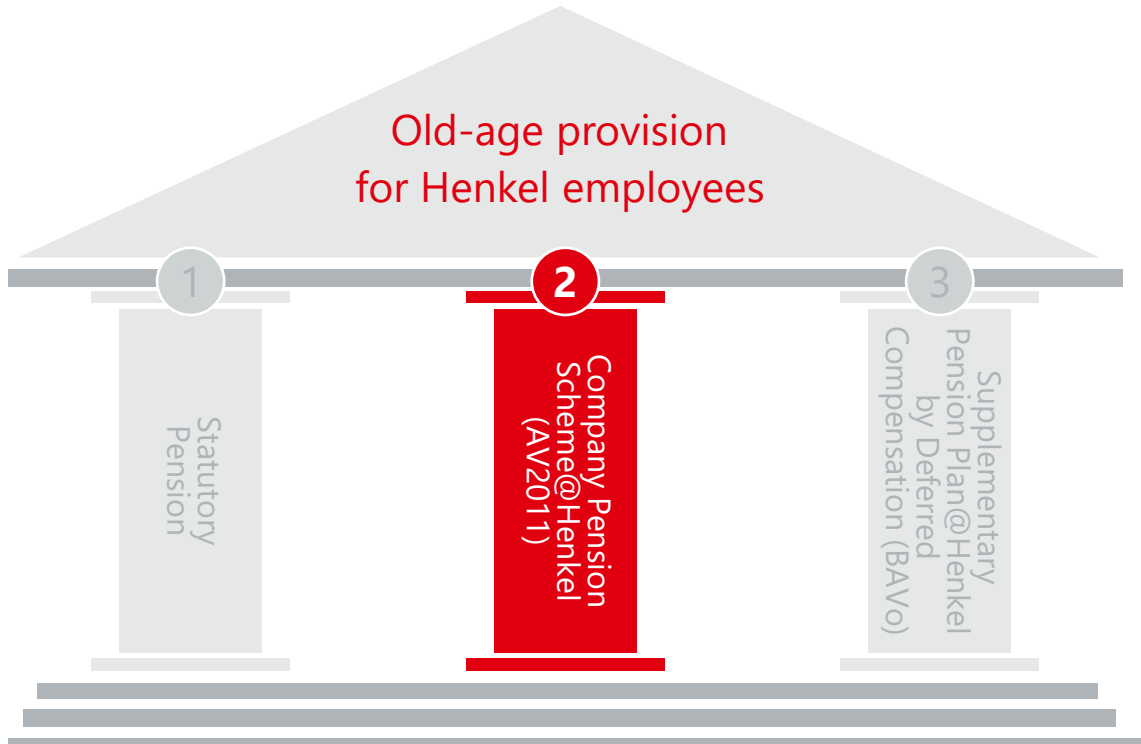 Old-age provision
for Henkel employees
1
2
3
Statutory
Pension
Company Pension
Scheme@Henkel
(AV2011)
Supplementary
Pension Plan@Henkel
by Deferred
Compensation (BAVo)